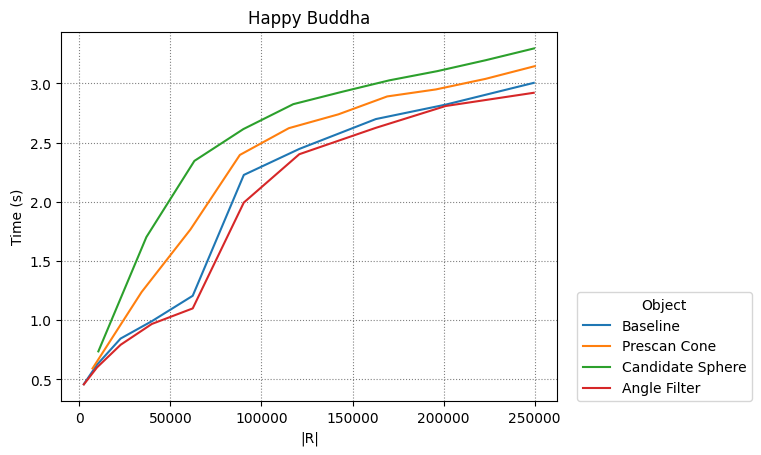 Happy Buddha
Time (s)
3.0
2.5
2.0
1.5
1.0
0.5
0
50000
100000
150000
200000
250000
|R|
Object
Baseline
Prescan Cone
Candidate Sphere
Angle Filter